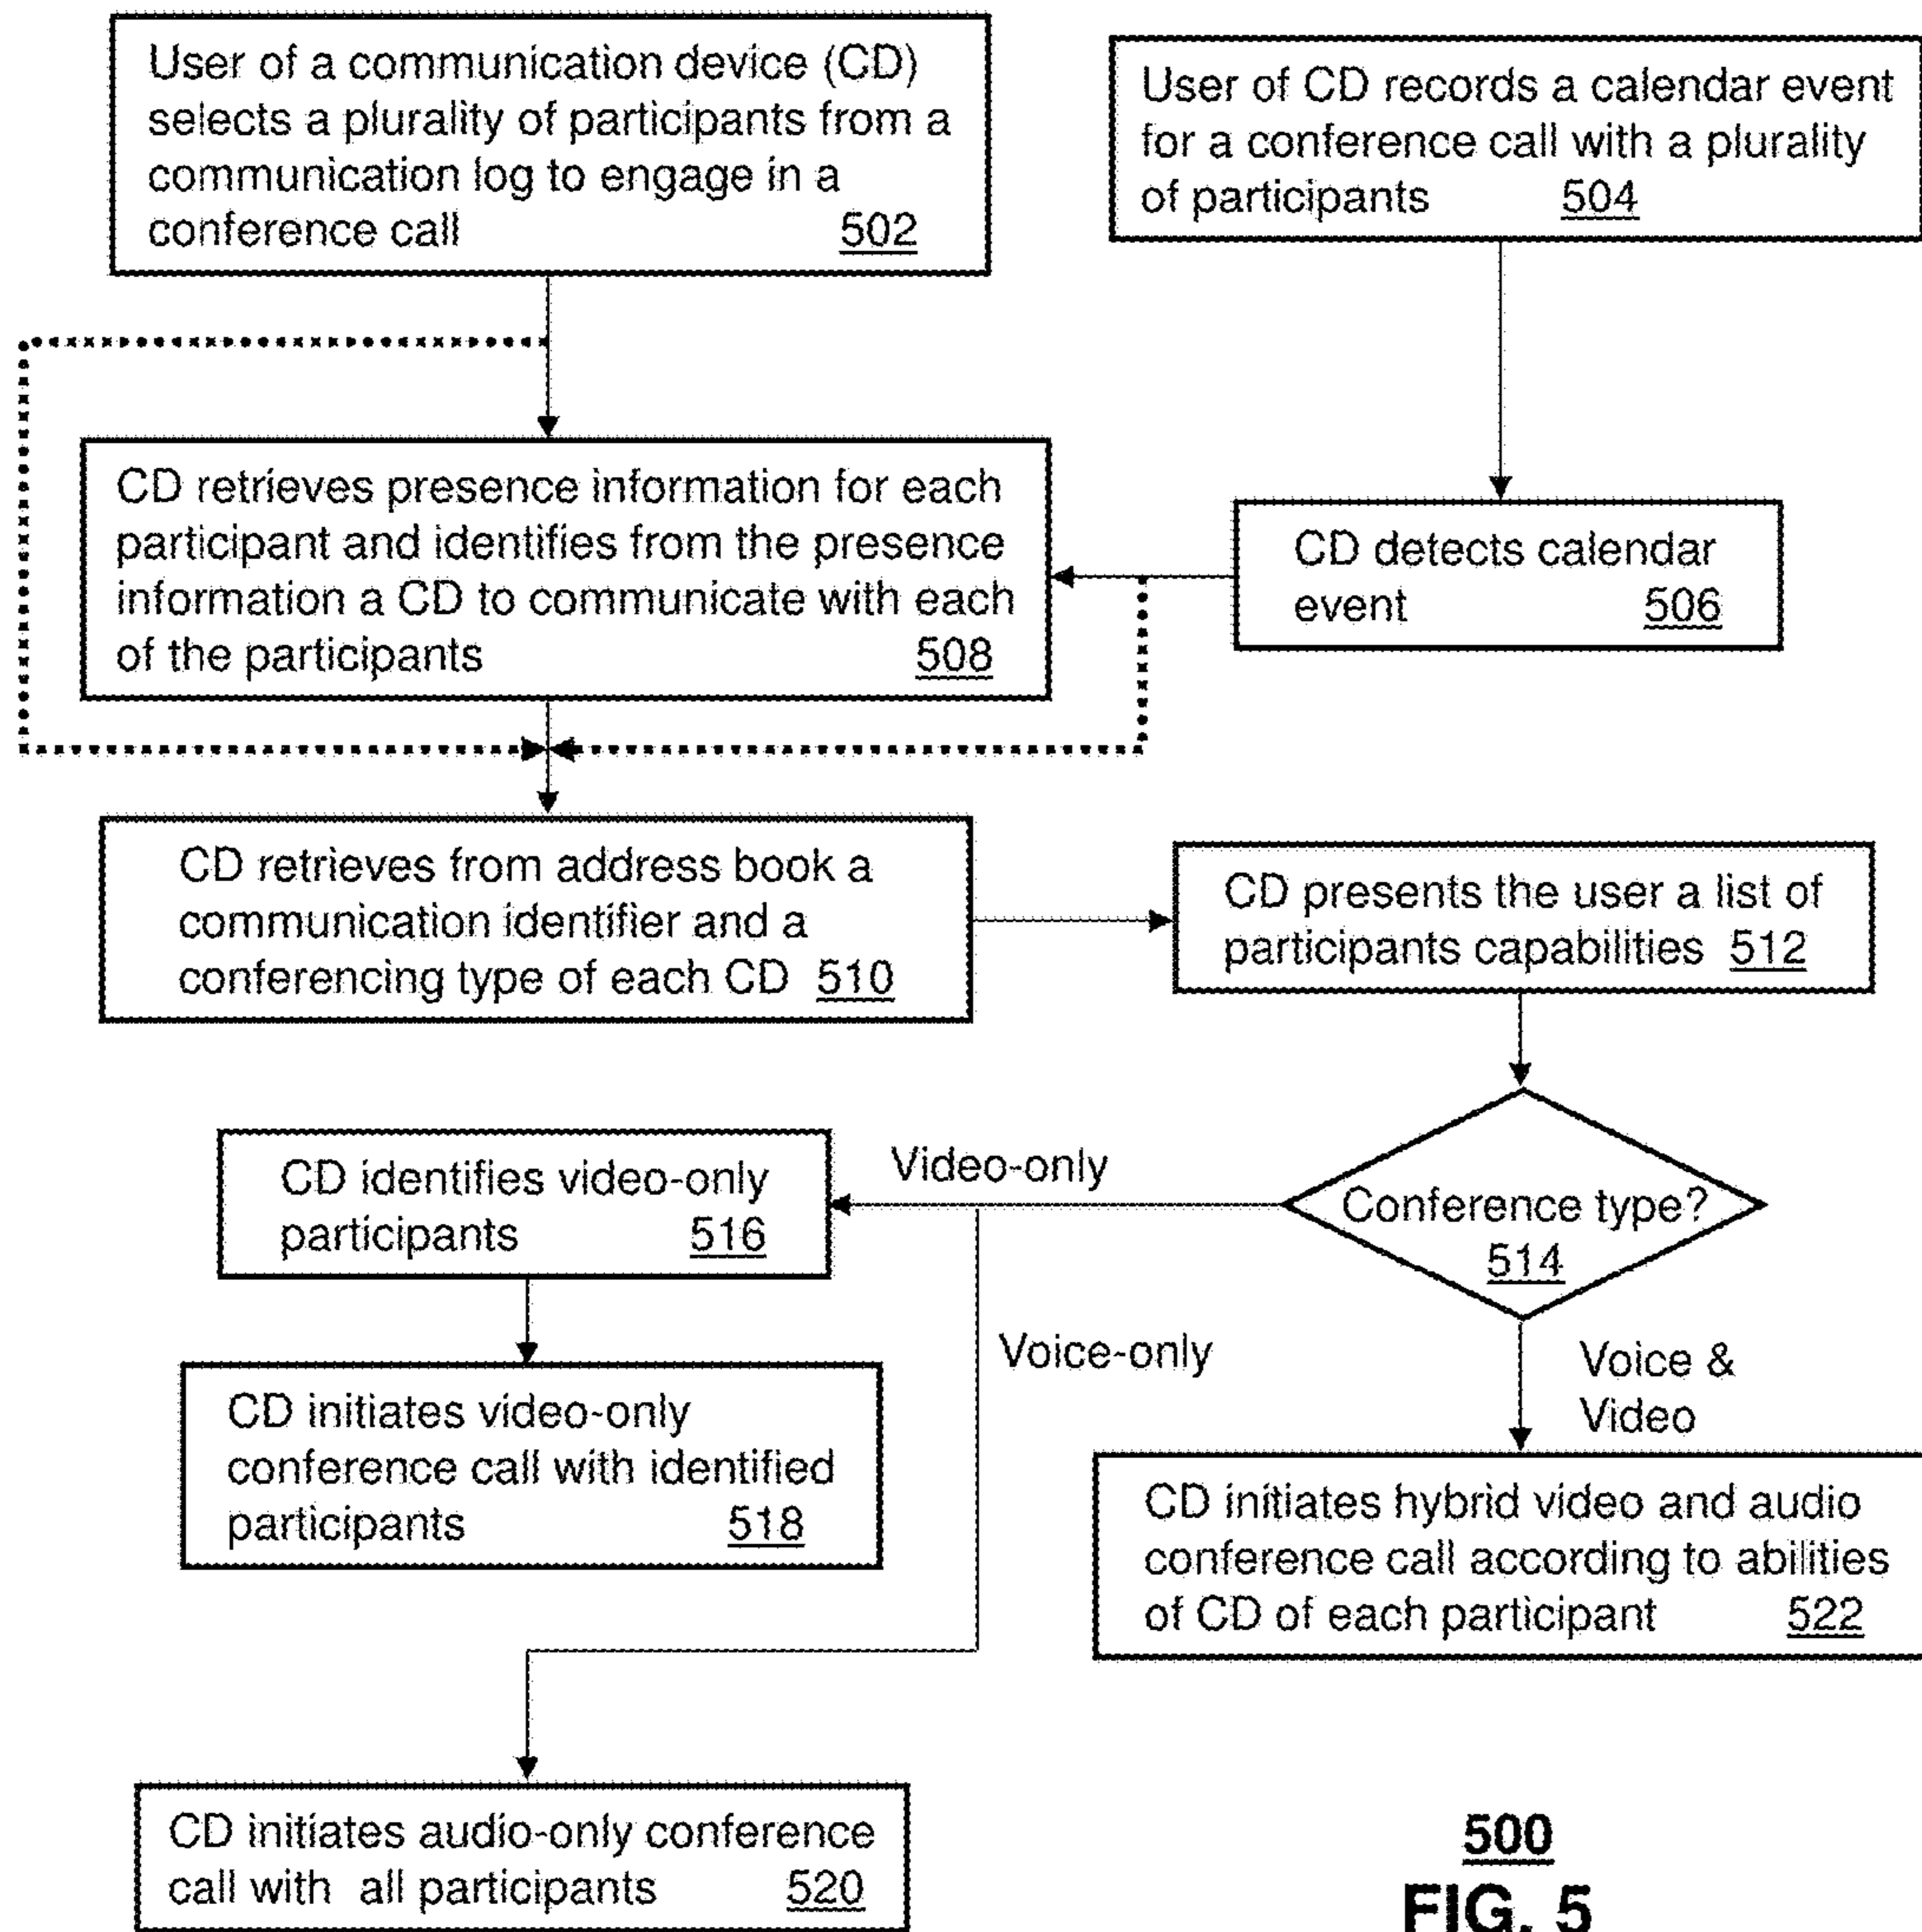 User of a communication device (CD)
selects a plurality of participants from a
communication log to engage in a
conference call 502
User of CD records a calendar event
for a conference call with a plurality
of participants 504
CD retrieves presence information for each
participant and identifies from the presence
information a CD to communicate with each
of the participants 508
CD detects calendar
event 506
CD retrieves from address book a
communication identifier and a
conferencing type of each CD 510
CD presents the user a list of
participants capabilities 512
CD identifies video-only
participants 516
Video-only
Conference type?
514
Voice-only
Voice &
Video
CD initiates video-only
conference call with identified
participants 518
CD initiates hybrid video and audio
conference call according to abilities
of CD of each participant 522
CD initiates audio-only conference
call with all participants 520
500
FIG. 5